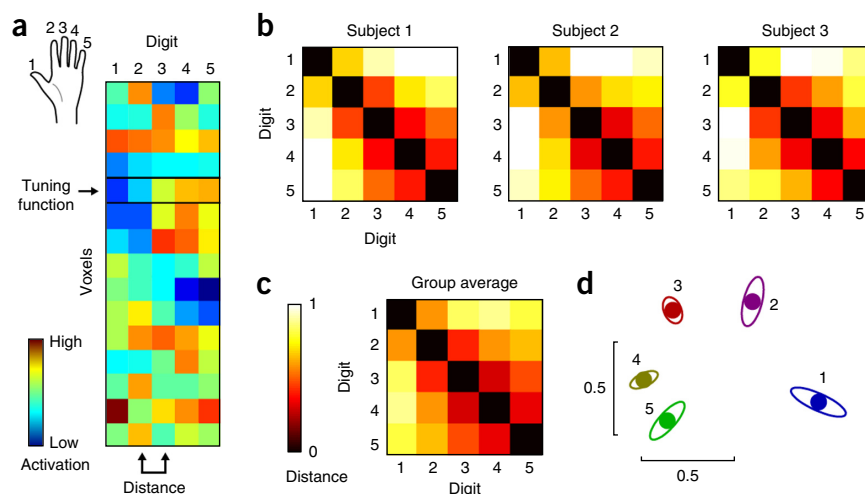 a
Digit
1 2 3 4 5
1 2 3 4 5
Tuning
function
Voxels
High
Low
Activation
Distance
b
Subject 1
Subject 2
Subject 3
Digit
1
2
3
4
5
1 2 3 4 5
Digit
1
2
3
4
5
1 2 3 4 5
1
2
3
4
5
1 2 3 4 5
c
Group average
1
0
Distance
Digit
1
2
3
4
5
1 2 3 4 5
Digit
d
3
2
4
0.5
1
5
0.5